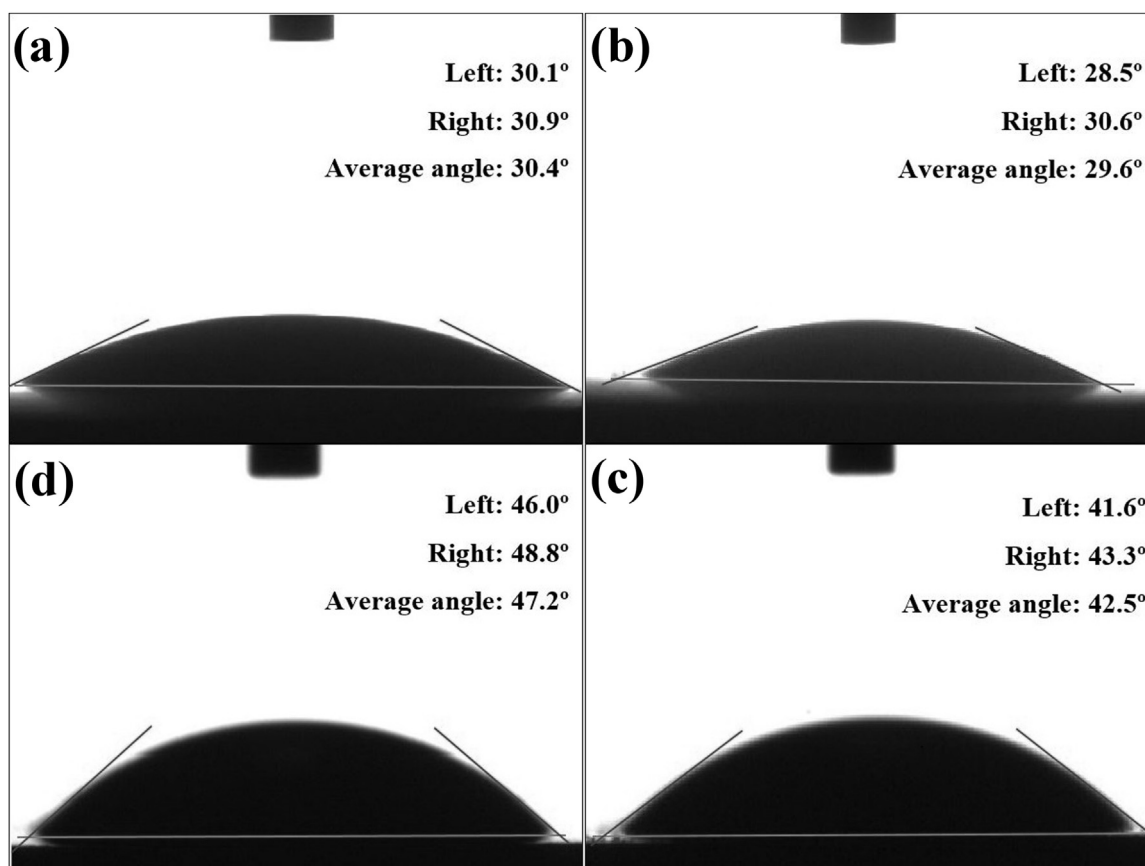 (a)
Left: 30.1º
Right: 30.9º
Average angle: 30.4º
(b)
Left: 28.5º
Right: 30.6º
Average angle: 29.6º
(d)
Left: 46.0º
Right: 48.8º
Average angle: 47.2º
(c)
Left: 41.6º
Right: 43.3º
Average angle: 42.5º